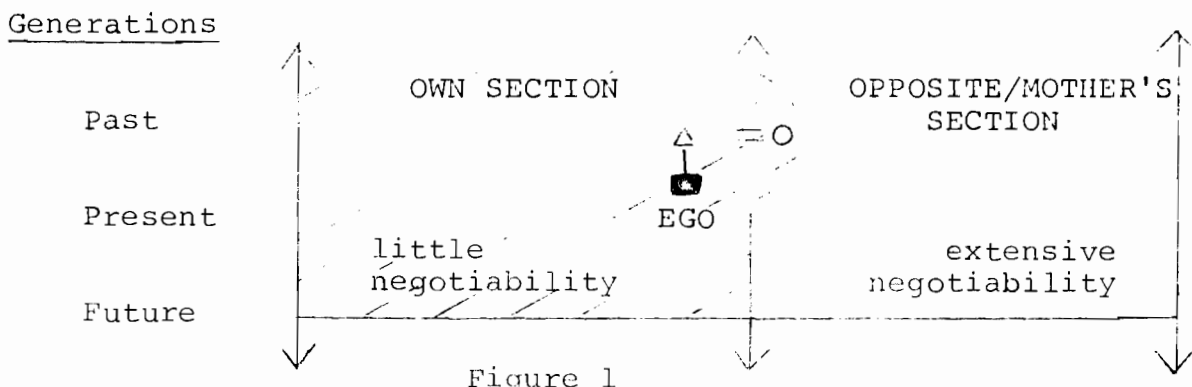 Generations
OWN SECTION
OPPOSITE/MOTHER'S
Past
SECTION
EGO
Present
little
extensive
negotiability
negotiability
Future
Figure 1